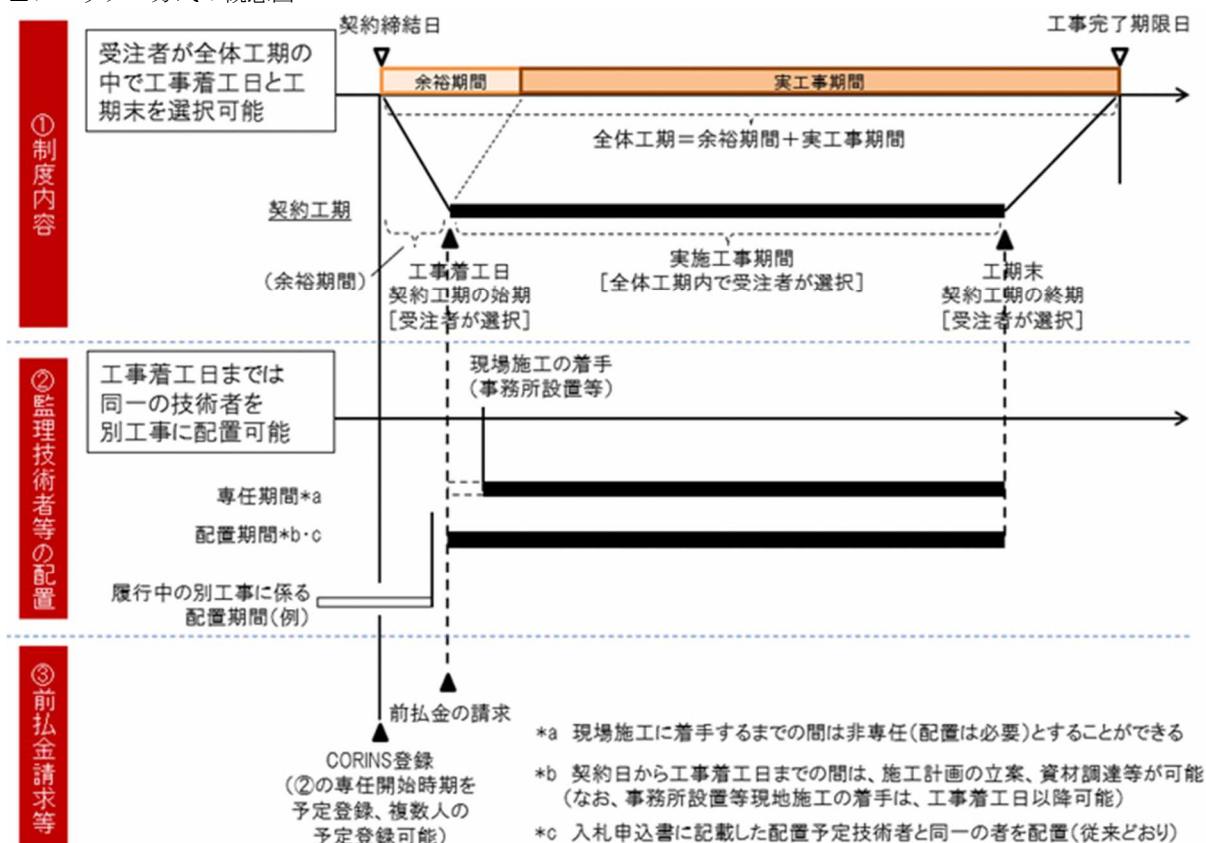 契約締結日
工事完了期限日
受注者が全体工期の
中で工事着工日と工
期末を選択可能
余裕期間
実工事期間
全体工期=余裕期間+実工事期間
①制度内容
契約工期
(余裕期間)
工事着工日
契約工期の始期
[受注者が選択]
実施工事期間
[全体工期内で受注者が選択]
工期末
契約工期の終期
[受注者が選択]
②監理技術者等の配置
工事着工日までは
同一の技術者を
別工事に配置可能
現場施工の着手
(事務所設置等)
専任期間*a
配置期間*b・c
履行中の別工事に係る
配置期間(例)
③前払金請求等
前払金の請求
CORINS登録
(②の専任開始時期を
予定登録、複数人の
予定登録可能)
*a 現場施工に着手するまでの間は非専任(配置は必要)とすることができる
*b 契約日から工事着工日までの間は、施工計画の立案、資材調達等が可能
(なお、事務所設置等現地施工の着手は、工事着工日以降可能)
*c 入札申込書に記載した配置予定技術者と同一の者を配置(従来どおり)